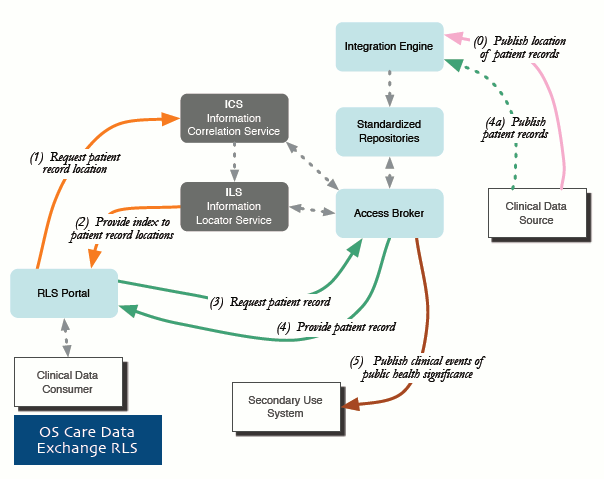 Integration Engine
(0) Publish location
of patient records
(4a) Publish
patient records
ICS
Information
Correlation Service
Standardized
Repositories
(1) Request patient
record location
ILS
Information
Locator Service
Access Broker
Clinical Data
Source
(2) Provide index to
patient record locations
RLS Portal
(3) Request patient record
(4) Provide patient record
(5) Publish clinical events of
public health significance
Clinical Data
Consumer
Secondary Use
System
OS Care Data
Exchange RLS